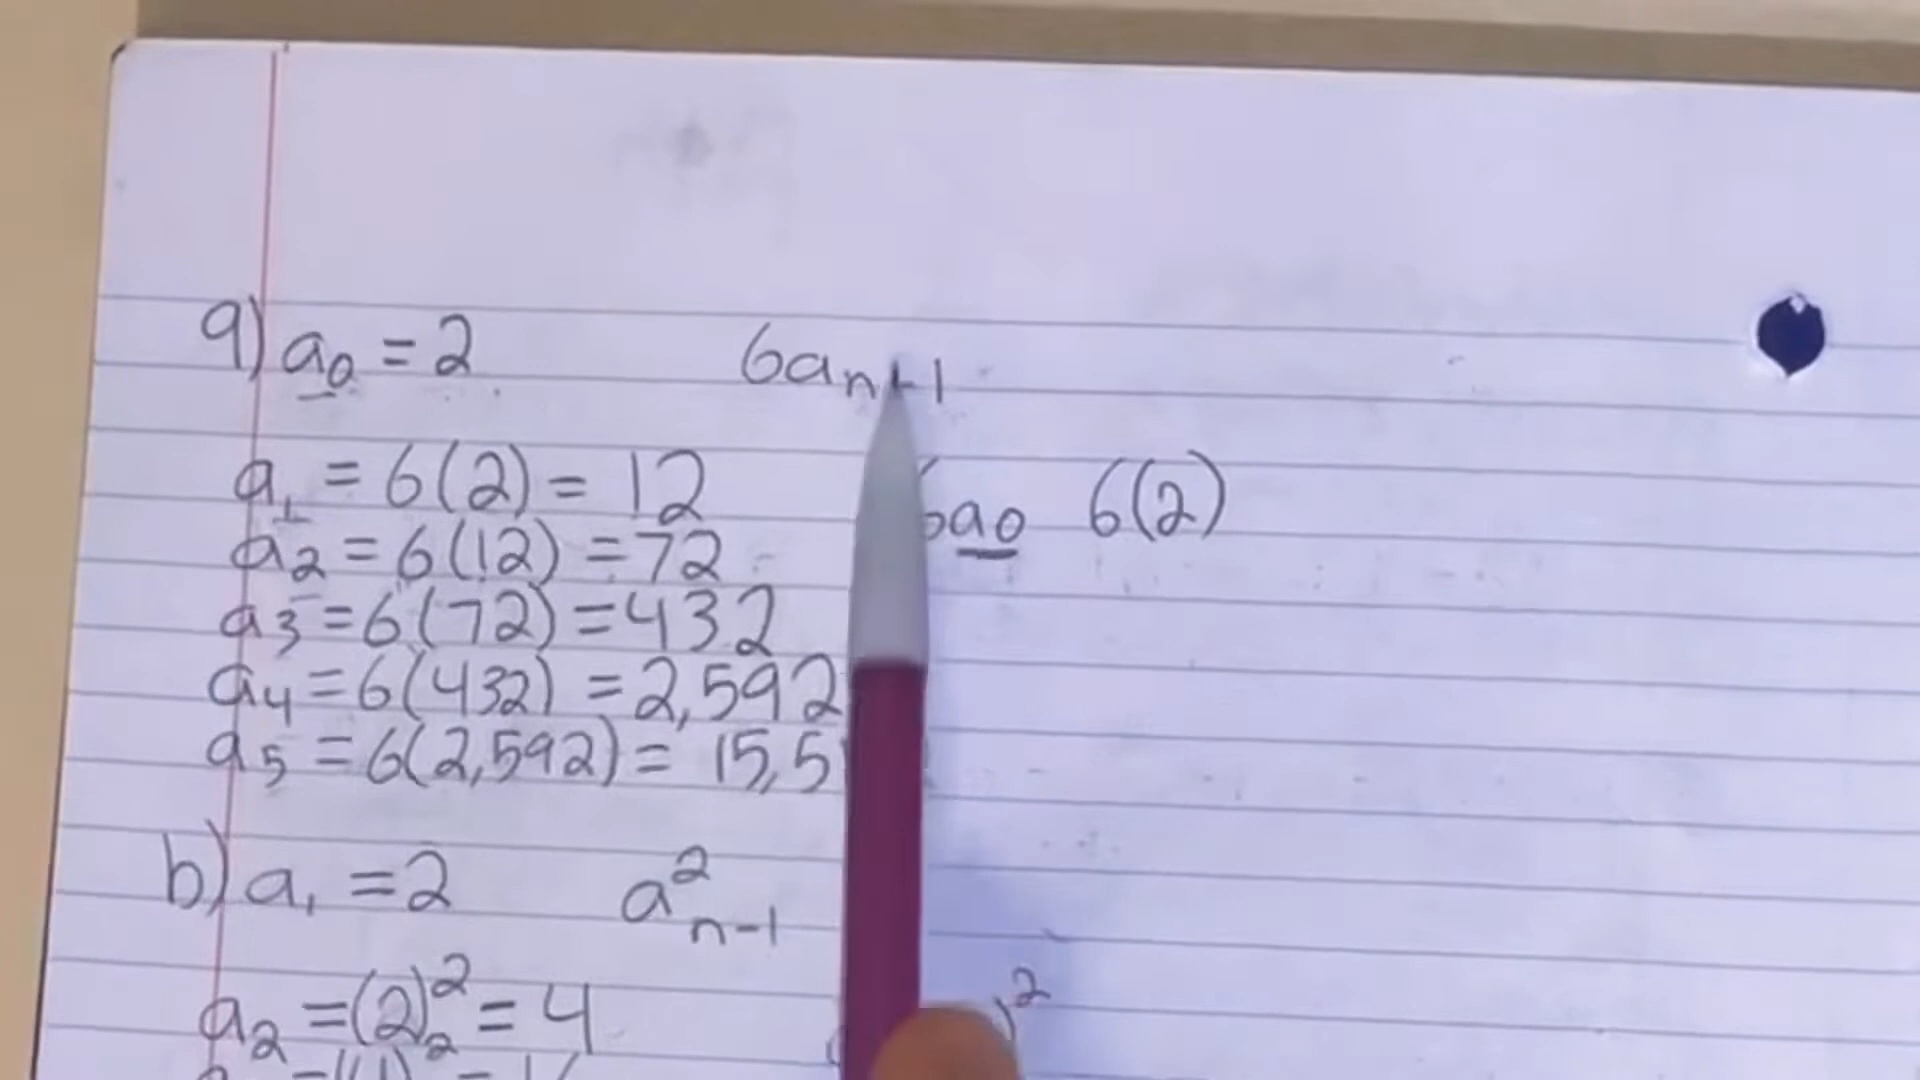 a) a₀ = 2 6aₙ₋₁
a₁ = 6(2) = 12 6a₀ 6(2)
a₂ = 6(12) = 72
a₃ = 6(72) = 432
a₄ = 6(432) = 2,592
a₅ = 6(2,592) = 15,5
b) a₁ = 2 a²ₙ₋₁
a₂ = (2)² = 4 )²